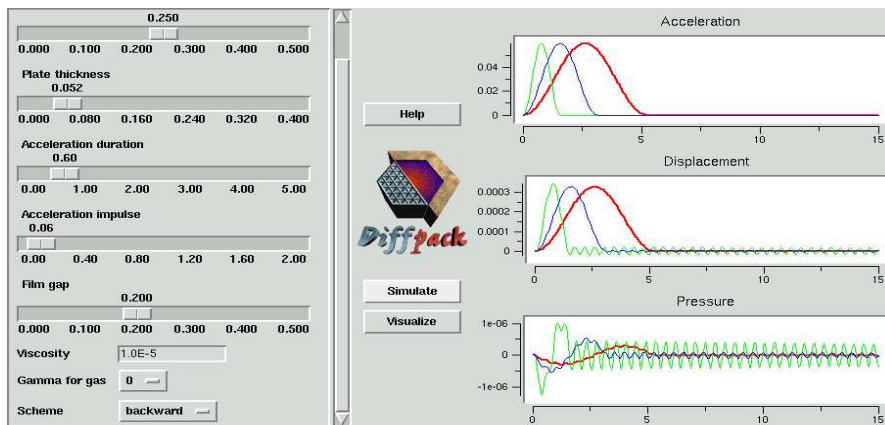 0.250
0.000 0.100 0.200 0.300 0.400 0.500
Plate thickness
0.052
0.000 0.080 0.160 0.240 0.320 0.400
Acceleration duration
0.60
0.00 1.00 2.00 3.00 4.00 5.00
Acceleration impulse
0.06
0.00 0.40 0.80 1.20 1.60 2.00
Film gap
0.200
0.000 0.100 0.200 0.300 0.400 0.500
Viscosity 1.0E-5
Gamma for gas 0
Scheme backward
Help
Diffpack
Simulate
Visualize
Acceleration
0.04
0.02
0
0 5 10 15
Displacement
0.0003
0.0002
0.0001
0
0 5 10 15
Pressure
1e-06
0
-1e-06
0 5 10 15